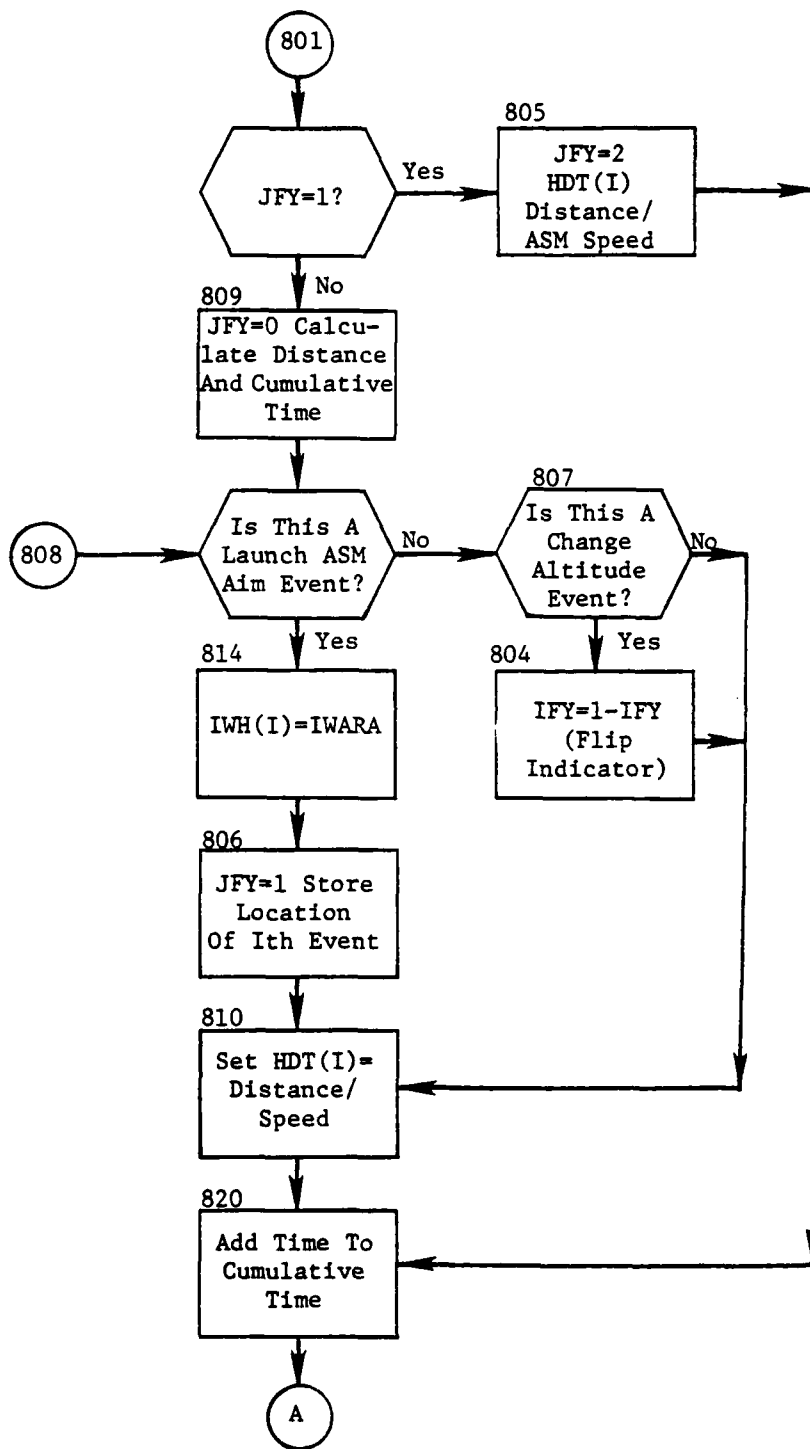 801
JFY=1?
Yes
805
JFY=2
HDT(I)
Distance/
ASM Speed
No
809
JFY=0 Calcu-
late Distance
And Cumulative
Time
808
Is This A
Launch ASM
Aim Event?
No
807
Is This A
Change
Altitude
Event?
No
Yes
814
IWH(I)=IWARA
Yes
804
IFY=1-IFY
(Flip
Indicator)
806
JFY=1 Store
Location
Of Ith Event
810
Set HDT(I)=
Distance/
Speed
820
Add Time To
Cumulative
Time
A